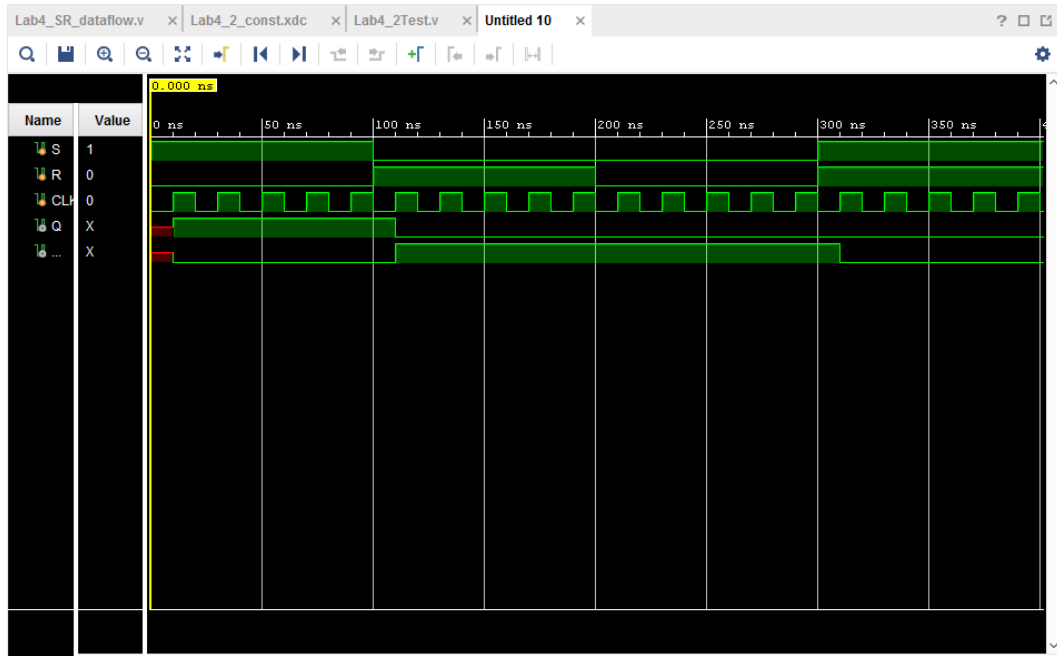 Lab4_SR_dataflow.v × Lab4_2_const.xdc × Lab4_2Test.v × Untitled 10 ×
?
0.000 ns
Name Value
0 ns 50 ns 100 ns 150 ns 200 ns 250 ns 300 ns 350 ns 4
S 1
R 0
CLK 0
Q X
... X